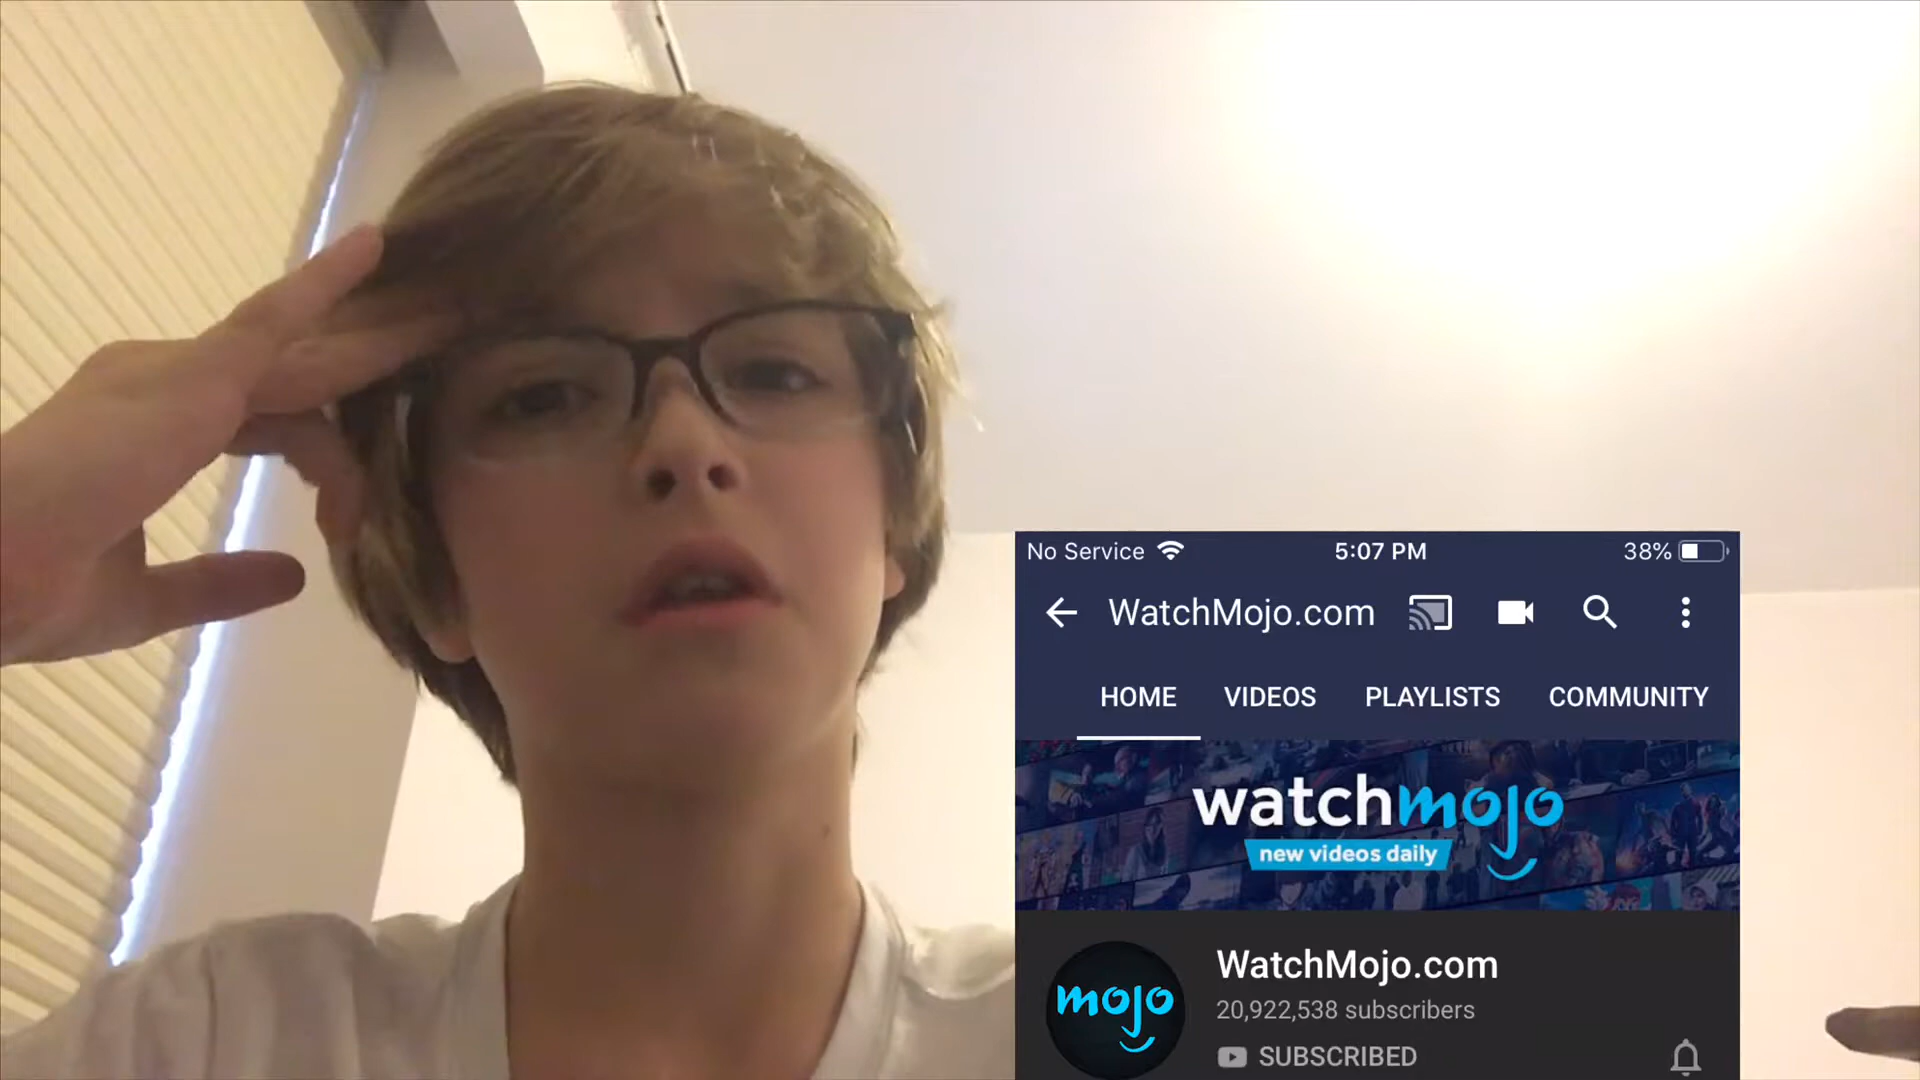 No Service 5:07 PM 38%
WatchMojo.com
HOME VIDEOS PLAYLISTS COMMUNITY
watchmojo
new videos daily
mojo
WatchMojo.com
20,922,538 subscribers
SUBSCRIBED